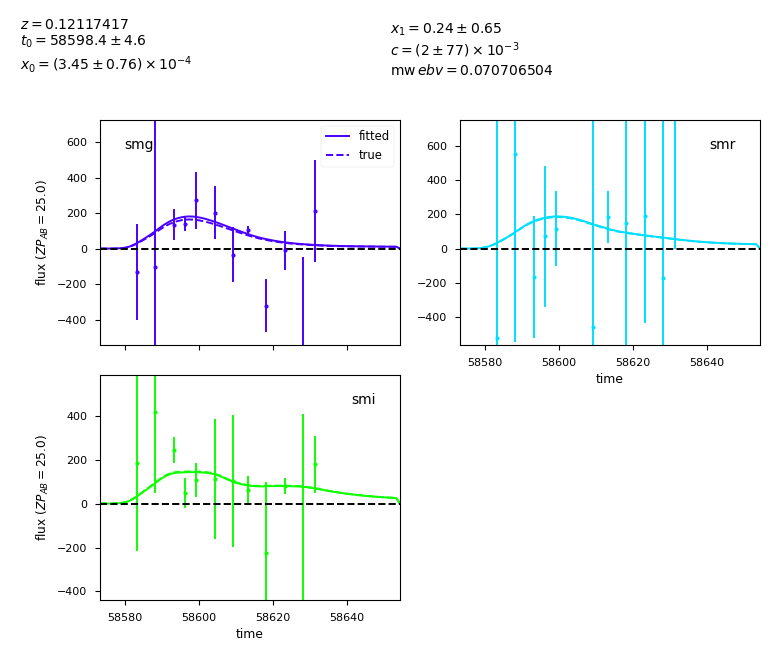 z = 0.12117417
t₀ = 58598.4 ± 4.6
x₀ = (3.45 ± 0.76) × 10⁻⁴
x₁ = 0.24 ± 0.65
c = (2 ± 77) × 10⁻³
mw ebv = 0.070706504
smg
fitted
true
600
400
200
0
−200
−400
flux (ZP_AB = 25.0)
smr
600
400
200
0
−200
−400
58580 58600 58620 58640
time
smi
400
200
0
−200
−400
flux (ZP_AB = 25.0)
58580 58600 58620 58640
time